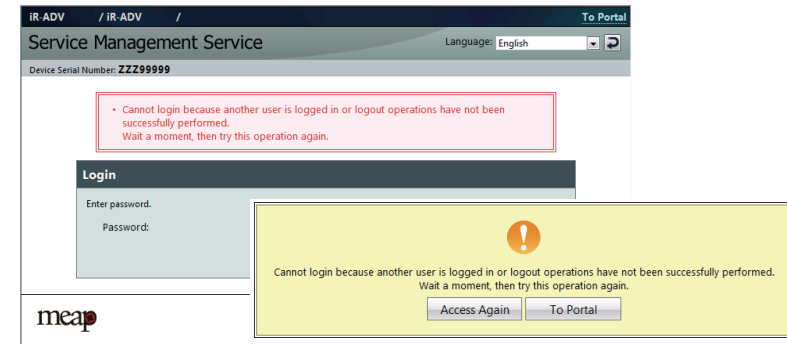 iR-ADV / iR-ADV / To Portal
Service Management Service Language: English
Device Serial Number: ZZZ99999
• Cannot login because another user is logged in or logout operations have not been
successfully performed.
Wait a moment, then try this operation again.
Login
Enter password.
Password:
!
Cannot login because another user is logged in or logout operations have not been successfully performed.
Wait a moment, then try this operation again.
Access Again To Portal
meap